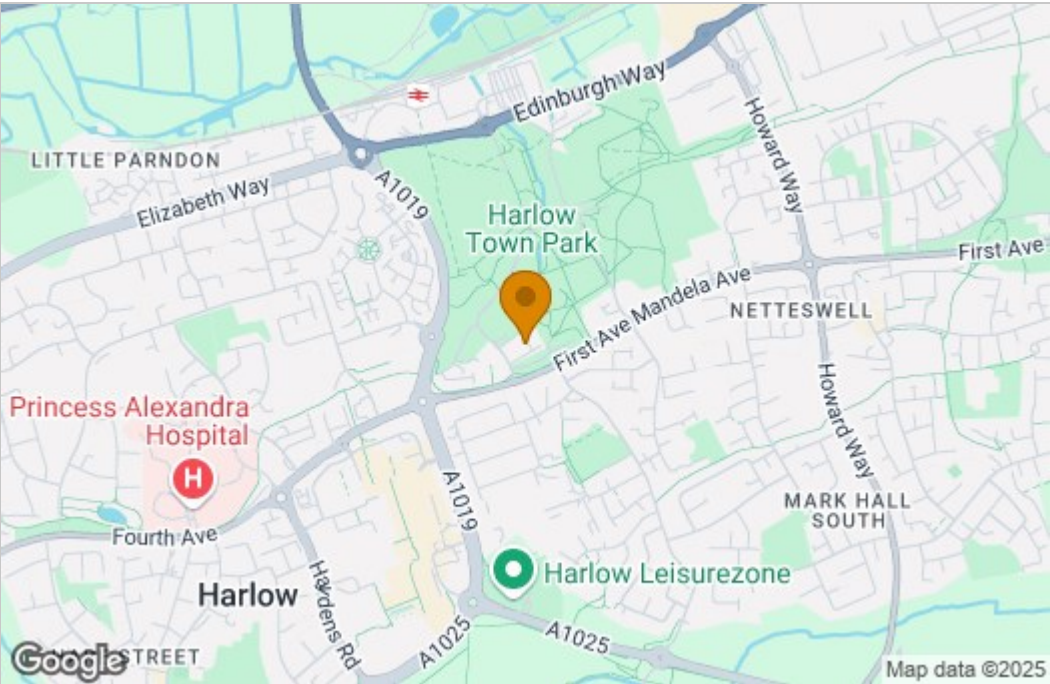 Edinburgh Way
Howard Way
LITTLE PARNDON
Elizabeth Way
A1019
Harlow
Town Park
First Ave
First Ave Mandela Ave
NETTESWELL
Princess Alexandra
Hospital
H
Howard Way
A1019
MARK HALL
SOUTH
Fourth Ave
Harlow Leisurezone
Harlow
Haydens Rd
A1025
A1025
STREET
Google
Map data ©2025